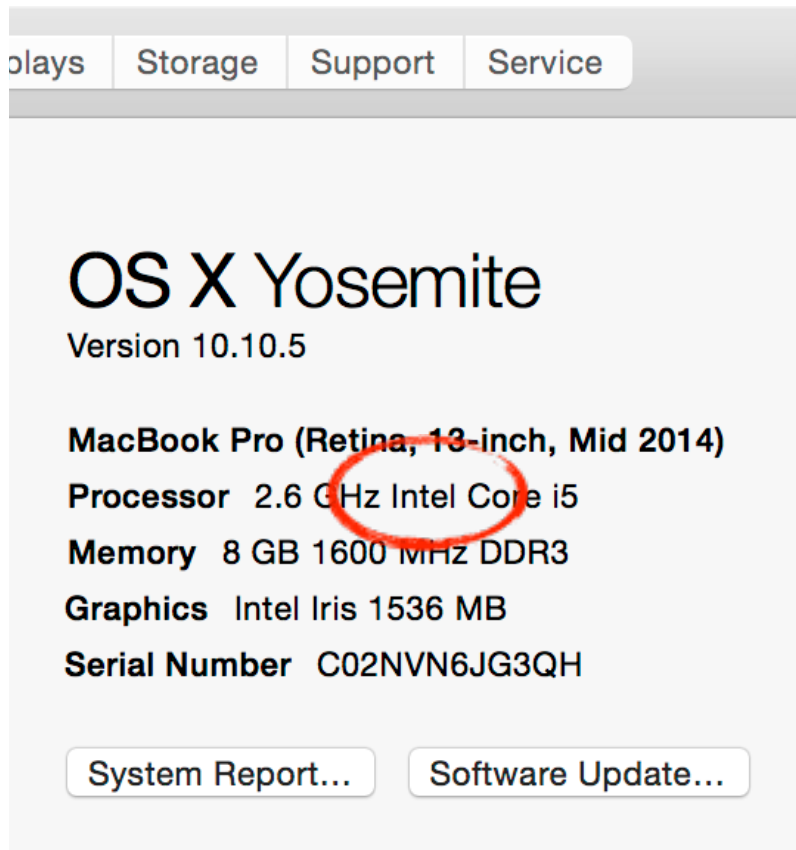 plays Storage Support Service
OS X Yosemite
Version 10.10.5
MacBook Pro (Retina, 13-inch, Mid 2014)
Processor 2.6 GHz Intel Core i5
Memory 8 GB 1600 MHz DDR3
Graphics Intel Iris 1536 MB
Serial Number C02NVN6JG3QH
System Report... Software Update...